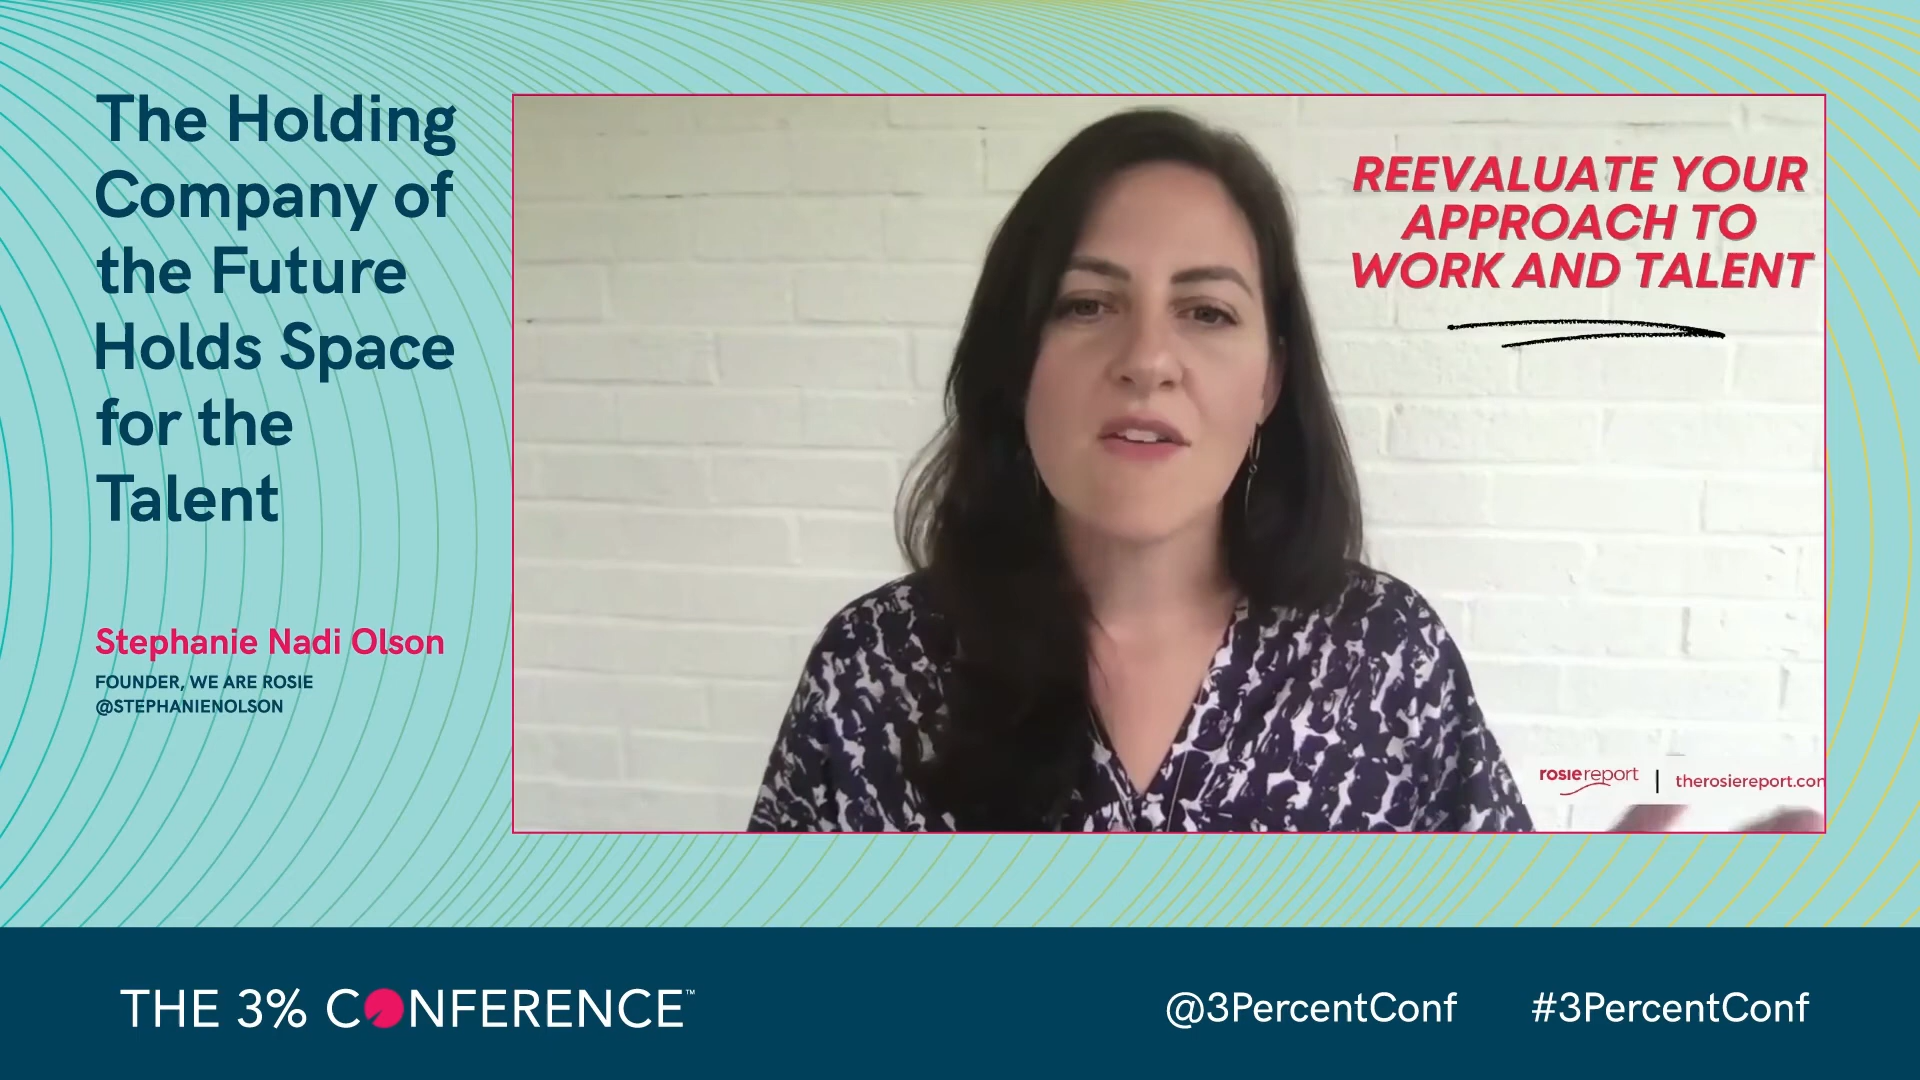 The Holding
Company of
the Future
Holds Space
for the
Talent
Stephanie Nadi Olson
FOUNDER, WE ARE ROSIE
@STEPHANIENOLSON
REEVALUATE YOUR
APPROACH TO
WORK AND TALENT
rosiereport | therosiereport.com
THE 3% CONFERENCE™
@3PercentConf #3PercentConf